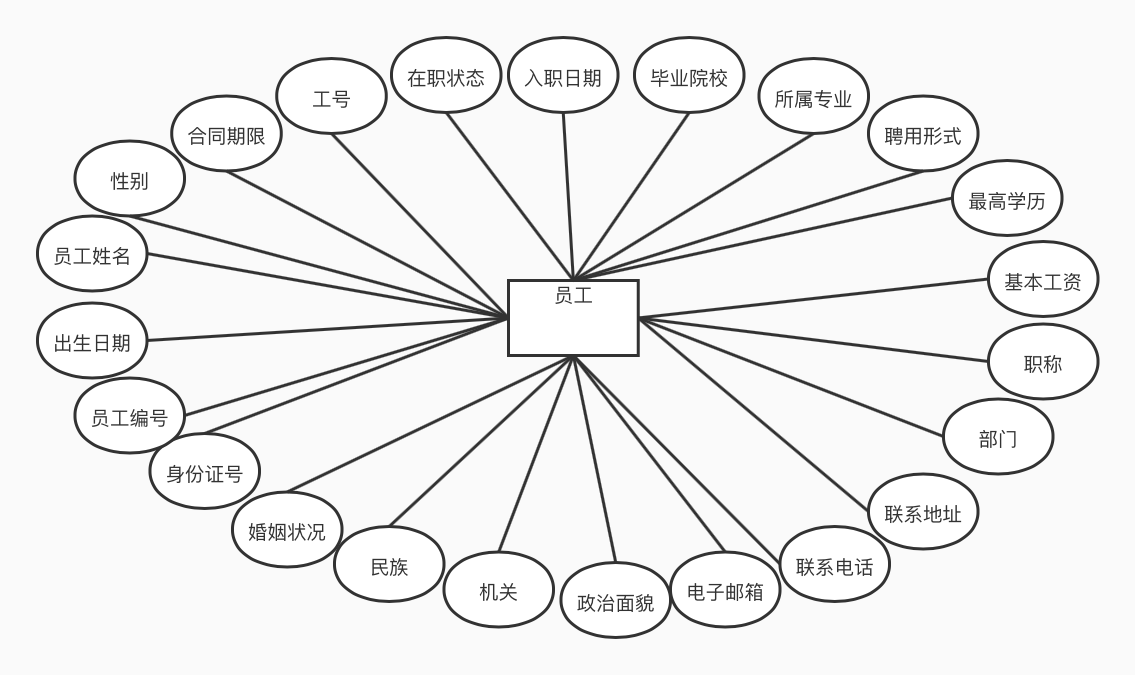 在职状态
入职日期
毕业院校
工号
所属专业
合同期限
聘用形式
性别
最高学历
员工姓名
基本工资
员工
出生日期
职称
员工编号
部门
身份证号
联系地址
婚姻状况
民族
联系电话
机关
政治面貌
电子邮箱